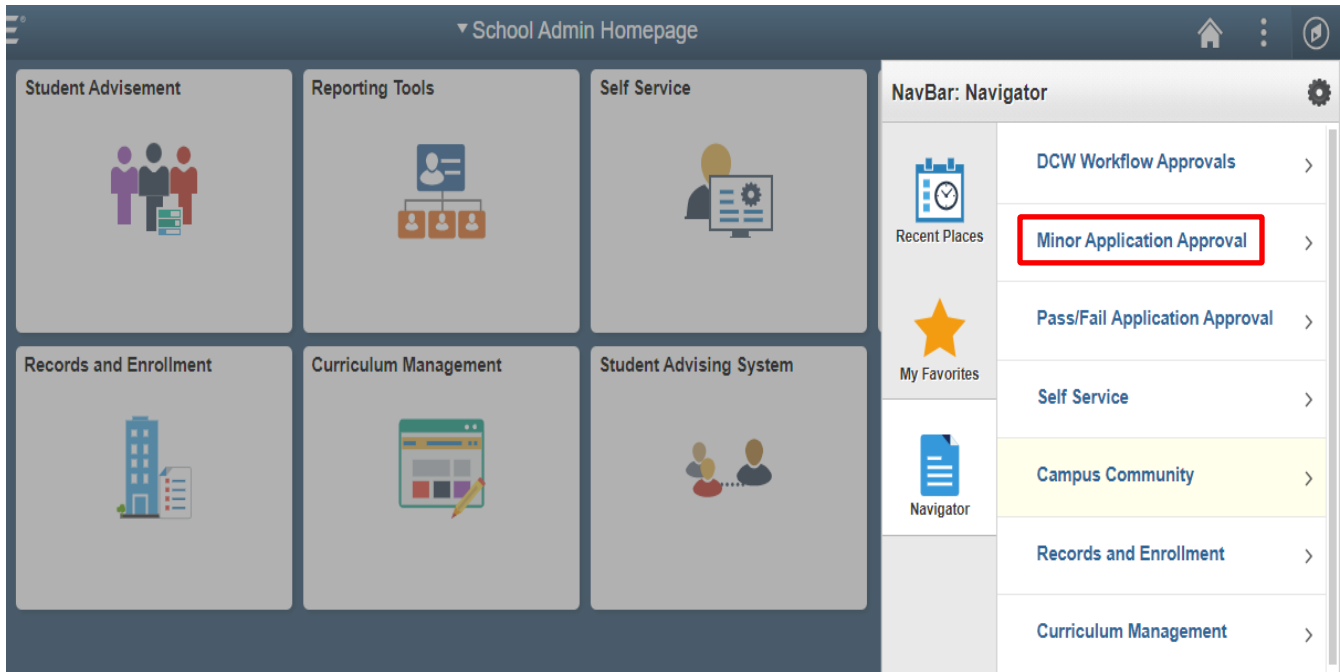 E®
▼ School Admin Homepage
Student Advisement
Reporting Tools
Self Service
Records and Enrollment
Curriculum Management
Student Advising System
NavBar: Navigator
Recent Places
My Favorites
Navigator
DCW Workflow Approvals
Minor Application Approval
Pass/Fail Application Approval
Self Service
Campus Community
Records and Enrollment
Curriculum Management